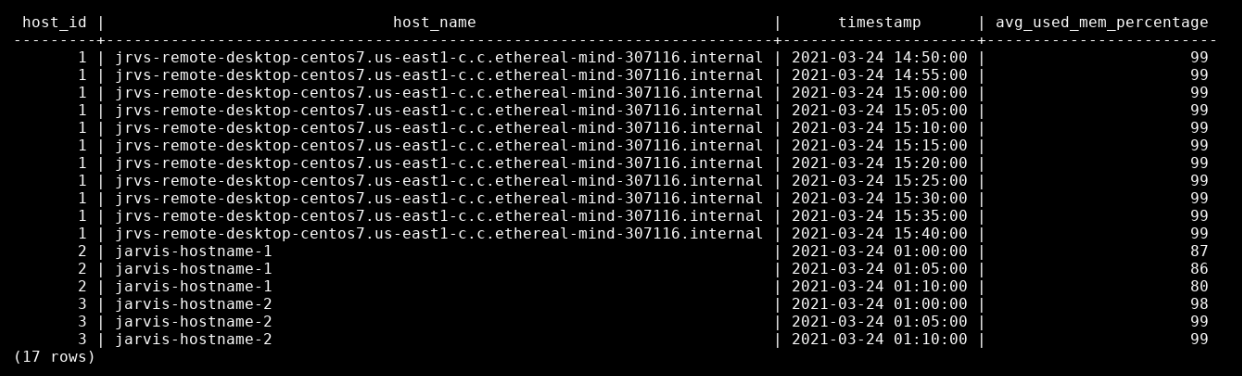 host_id |                               host_name                                |      timestamp      | avg_used_mem_percentage
---------+------------------------------------------------------------------------+---------------------+-------------------------
       1 | jrvs-remote-desktop-centos7.us-east1-c.c.ethereal-mind-307116.internal | 2021-03-24 14:50:00 |                      99
       1 | jrvs-remote-desktop-centos7.us-east1-c.c.ethereal-mind-307116.internal | 2021-03-24 14:55:00 |                      99
       1 | jrvs-remote-desktop-centos7.us-east1-c.c.ethereal-mind-307116.internal | 2021-03-24 15:00:00 |                      99
       1 | jrvs-remote-desktop-centos7.us-east1-c.c.ethereal-mind-307116.internal | 2021-03-24 15:05:00 |                      99
       1 | jrvs-remote-desktop-centos7.us-east1-c.c.ethereal-mind-307116.internal | 2021-03-24 15:10:00 |                      99
       1 | jrvs-remote-desktop-centos7.us-east1-c.c.ethereal-mind-307116.internal | 2021-03-24 15:15:00 |                      99
       1 | jrvs-remote-desktop-centos7.us-east1-c.c.ethereal-mind-307116.internal | 2021-03-24 15:20:00 |                      99
       1 | jrvs-remote-desktop-centos7.us-east1-c.c.ethereal-mind-307116.internal | 2021-03-24 15:25:00 |                      99
       1 | jrvs-remote-desktop-centos7.us-east1-c.c.ethereal-mind-307116.internal | 2021-03-24 15:30:00 |                      99
       1 | jrvs-remote-desktop-centos7.us-east1-c.c.ethereal-mind-307116.internal | 2021-03-24 15:35:00 |                      99
       1 | jrvs-remote-desktop-centos7.us-east1-c.c.ethereal-mind-307116.internal | 2021-03-24 15:40:00 |                      99
       2 | jarvis-hostname-1                                                      | 2021-03-24 01:00:00 |                      87
       2 | jarvis-hostname-1                                                      | 2021-03-24 01:05:00 |                      86
       2 | jarvis-hostname-1                                                      | 2021-03-24 01:10:00 |                      80
       3 | jarvis-hostname-2                                                      | 2021-03-24 01:00:00 |                      98
       3 | jarvis-hostname-2                                                      | 2021-03-24 01:05:00 |                      99
       3 | jarvis-hostname-2                                                      | 2021-03-24 01:10:00 |                      99
(17 rows)